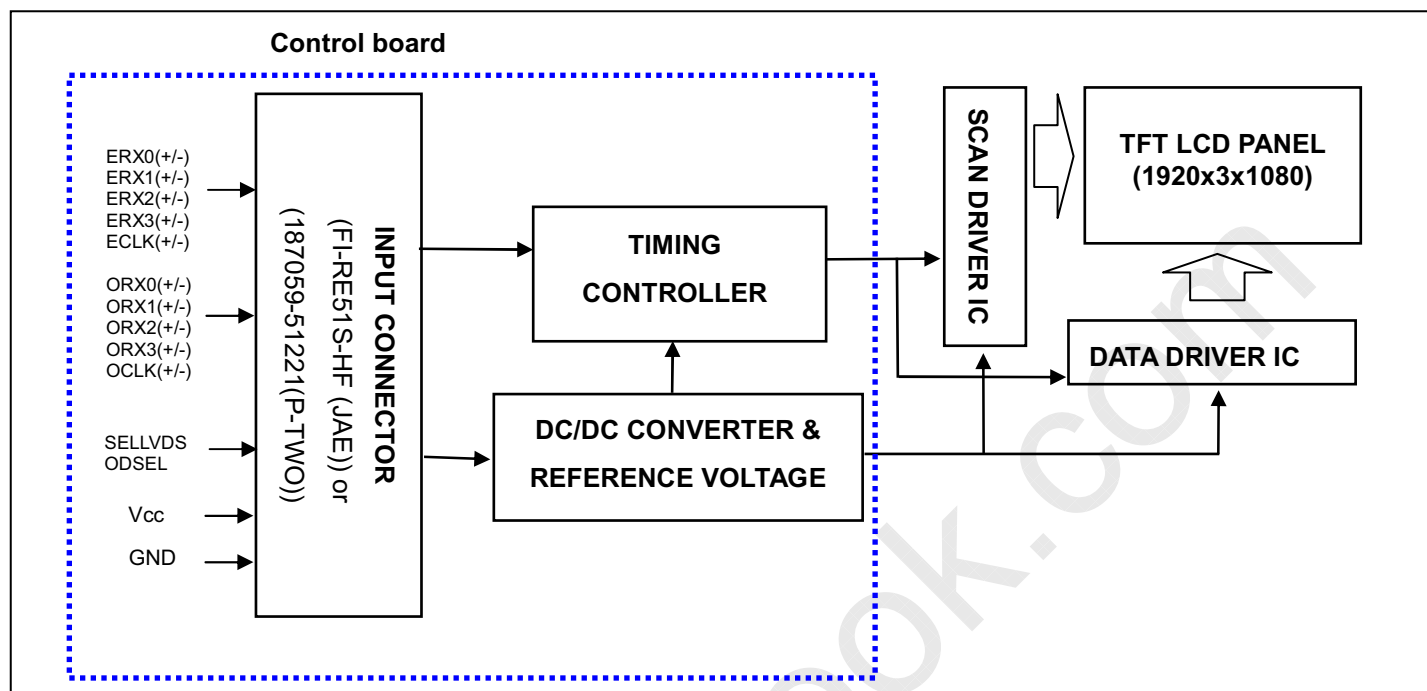 Control board
ERX0(+/-)
ERX1(+/-)
ERX2(+/-)
ERX3(+/-)
ECLK(+/-)
ORX0(+/-)
ORX1(+/-)
ORX2(+/-)
ORX3(+/-)
OCLK(+/-)
SELLVDS
ODSEL
Vcc
GND
INPUT CONNECTOR
(FI-RE51S-HF (JAE)) or
(187059-51221(P-TWO))
TIMING
CONTROLLER
DC/DC CONVERTER &
REFERENCE VOLTAGE
SCAN DRIVER IC
TFT LCD PANEL
(1920x3x1080)
DATA DRIVER IC
ook.com